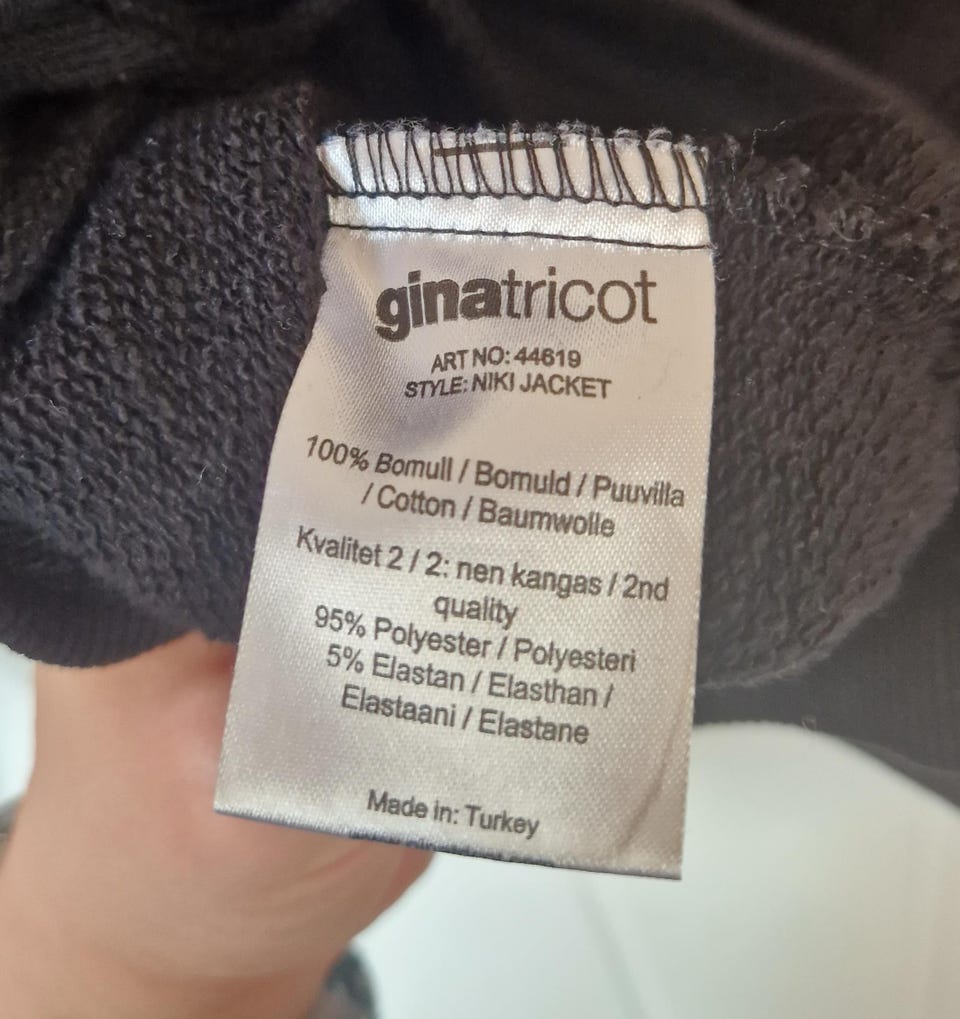 ginatricot
ART NO: 44619
STYLE: NIKI JACKET
100% Bomull / Bomuld / Puuvilla
/ Cotton / Baumwolle
Kvalitet 2 / 2: nen kangas / 2nd
quality
95% Polyester / Polyesteri
5% Elastan / Elasthan /
Elastaani / Elastane
Made in: Turkey